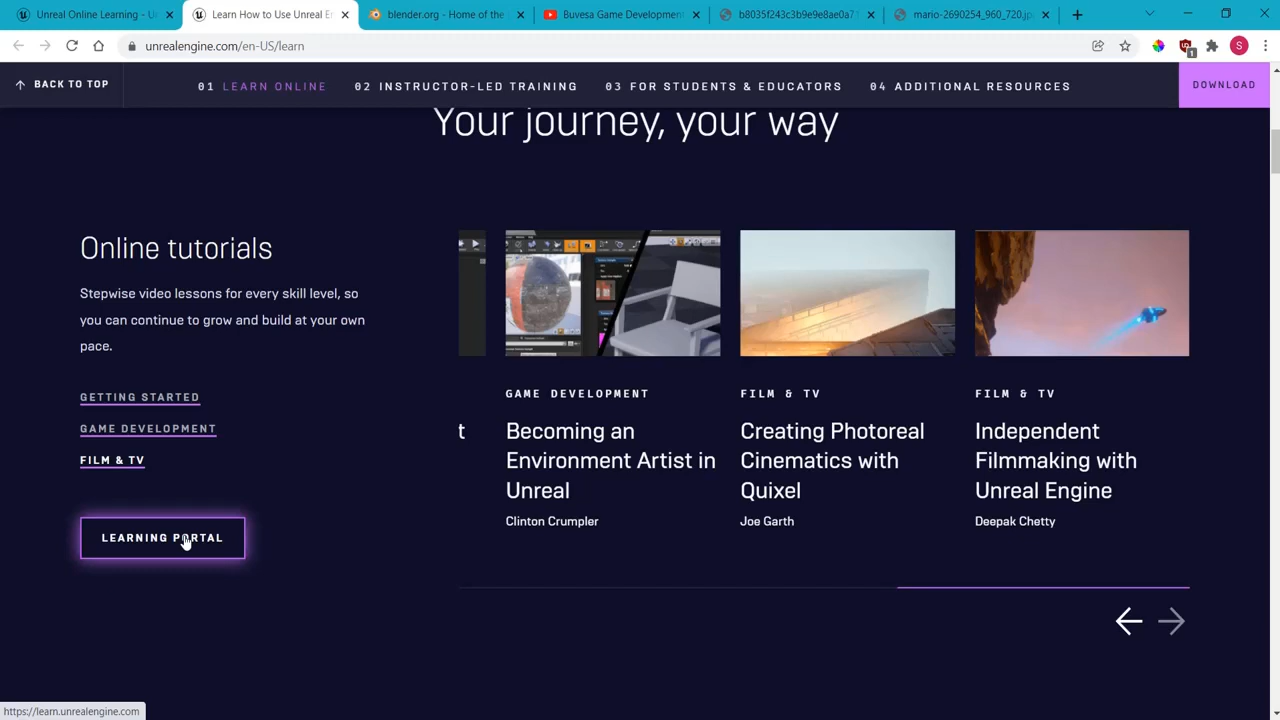 Unreal Online Learning - Un
Learn How to Use Unreal E
blender.org - Home of the
Buvesa Game Development
b8035f243c3b9e9e8ae0a7.1
mario-2690254_960_720.jp
unrealengine.com/en-US/learn
S
1
BACK TO TOP
01 LEARN ONLINE
02 INSTRUCTOR-LED TRAINING
03 FOR STUDENTS & EDUCATORS
04 ADDITIONAL RESOURCES
DOWNLOAD
Your journey, your way
Online tutorials
Stepwise video lessons for every skill level, so
you can continue to grow and build at your own
pace.
GETTING STARTED
GAME DEVELOPMENT
FILM & TV
LEARNING PORTAL
t
GAME DEVELOPMENT
Becoming an
Environment Artist in
Unreal
Clinton Crumpler
FILM & TV
Creating Photoreal
Cinematics with
Quixel
Joe Garth
FILM & TV
Independent
Filmmaking with
Unreal Engine
Deepak Chetty
https://learn.unrealengine.com